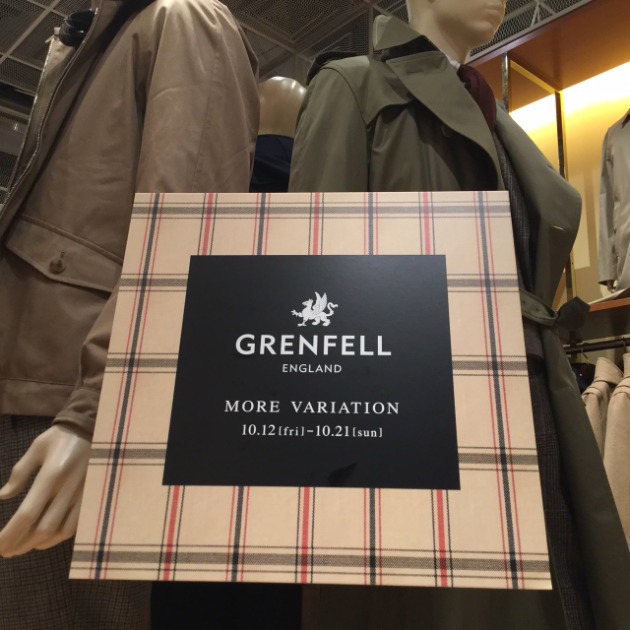 GRENFELL
ENGLAND
MORE VARIATION
10.12[fri]–10.21[sun]